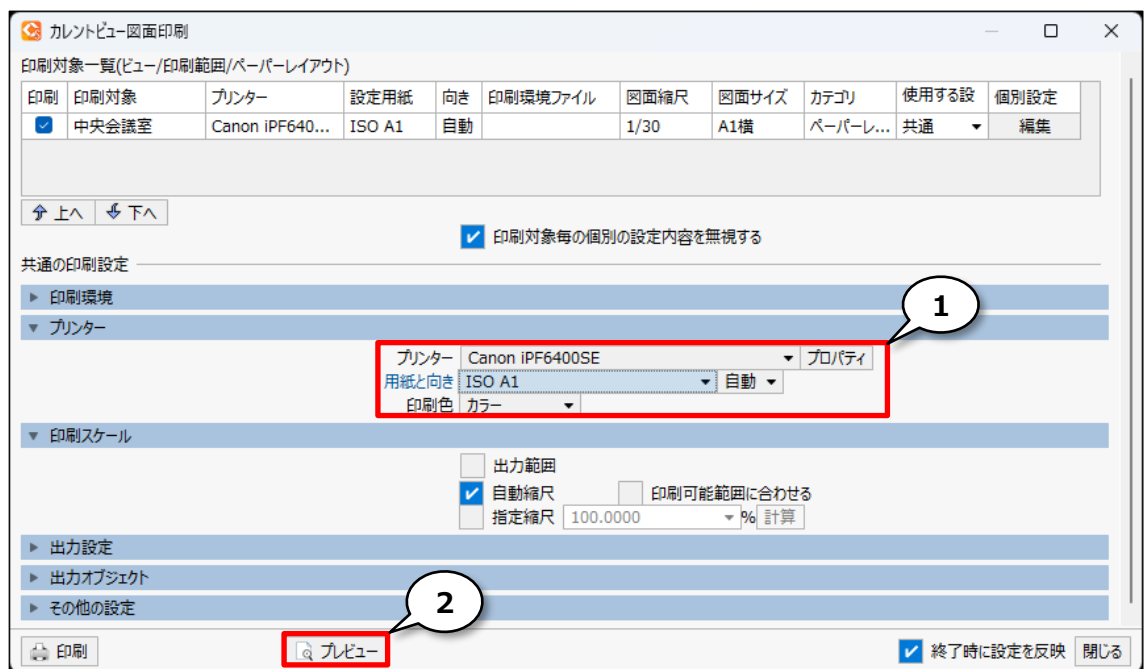 カレントビュー図面印刷
印刷対象一覧(ビュー/印刷範囲/ペーパーレイアウト)
印刷 印刷対象 プリンター 設定用紙 向き 印刷環境ファイル 図面縮尺 図面サイズ カテゴリ 使用する設 個別設定
中央会議室 Canon iPF640... ISO A1 自動 1/30 A1横 ペーパーレ... 共通 編集
上へ 下へ
印刷対象毎の個別の設定内容を無視する
共通の印刷設定
印刷環境
1
プリンター
プリンター Canon iPF6400SE プロパティ
用紙と向き ISO A1 自動
印刷色 カラー
印刷スケール
出力範囲
自動縮尺 印刷可能範囲に合わせる
指定縮尺 100.0000 % 計算
出力設定
出力オブジェクト
その他の設定
2
印刷 プレビュー 終了時に設定を反映 閉じる